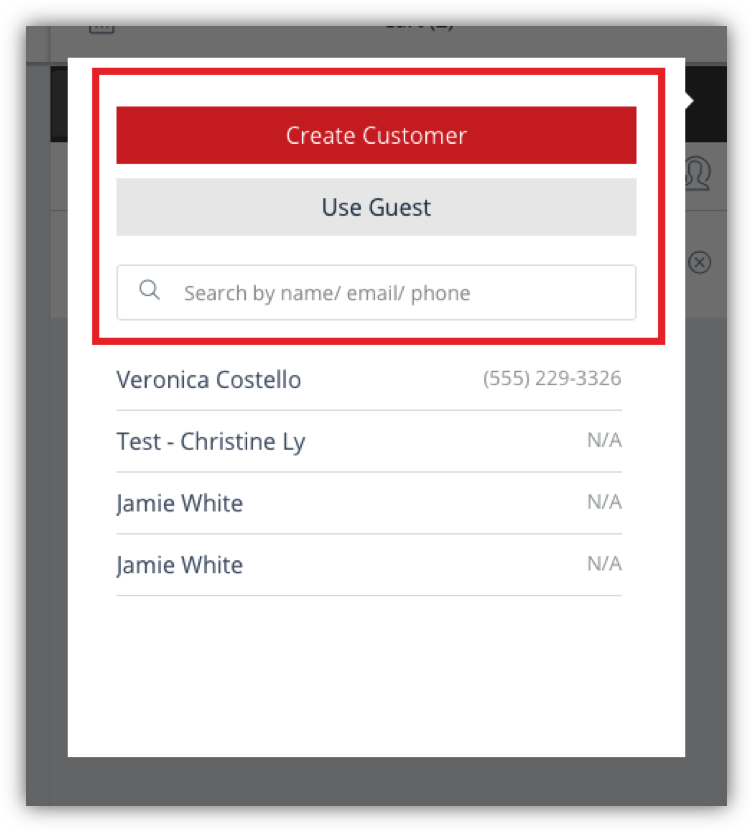 Create Customer
Use Guest
Search by name/ email/ phone
Veronica Costello (555) 229-3326
Test - Christine Ly N/A
Jamie White N/A
Jamie White N/A